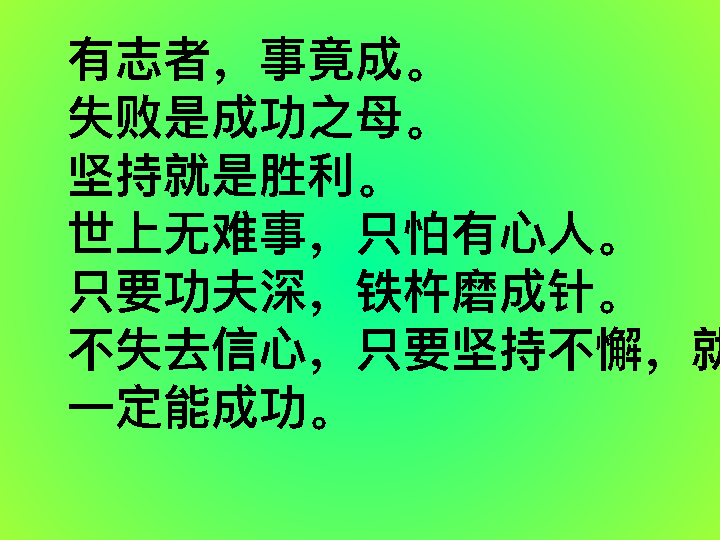 有志者，事竟成。
失败是成功之母。
坚持就是胜利。
世上无难事，只怕有心人。
只要功夫深，铁杵磨成针。
不失去信心，只要坚持不懈，就
一定能成功。